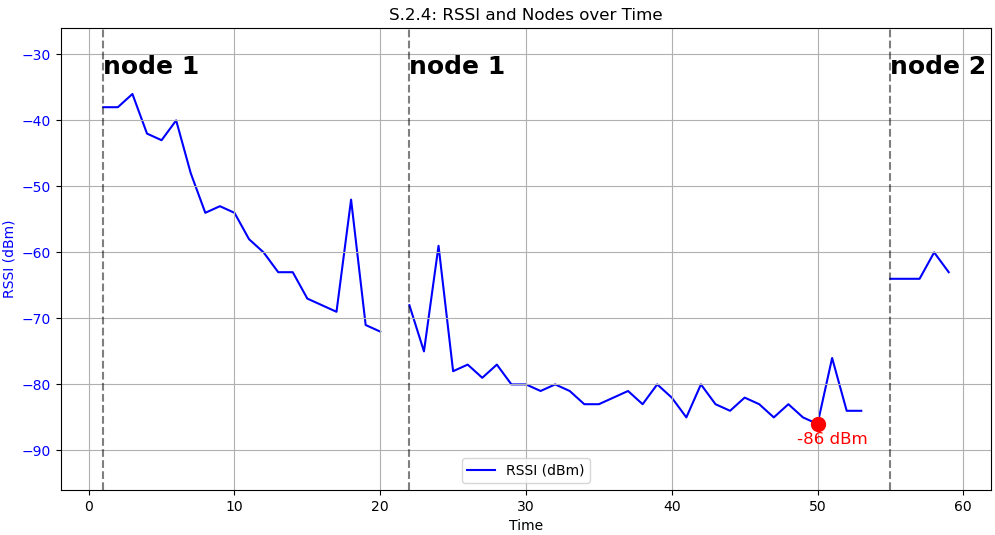 S.2.4: RSSI and Nodes over Time
node 1
node 1
node 2
−30
−40
−50
−60
−70
−80
−90
RSSI (dBm)
-86 dBm
RSSI (dBm)
0
10
20
30
40
50
60
Time